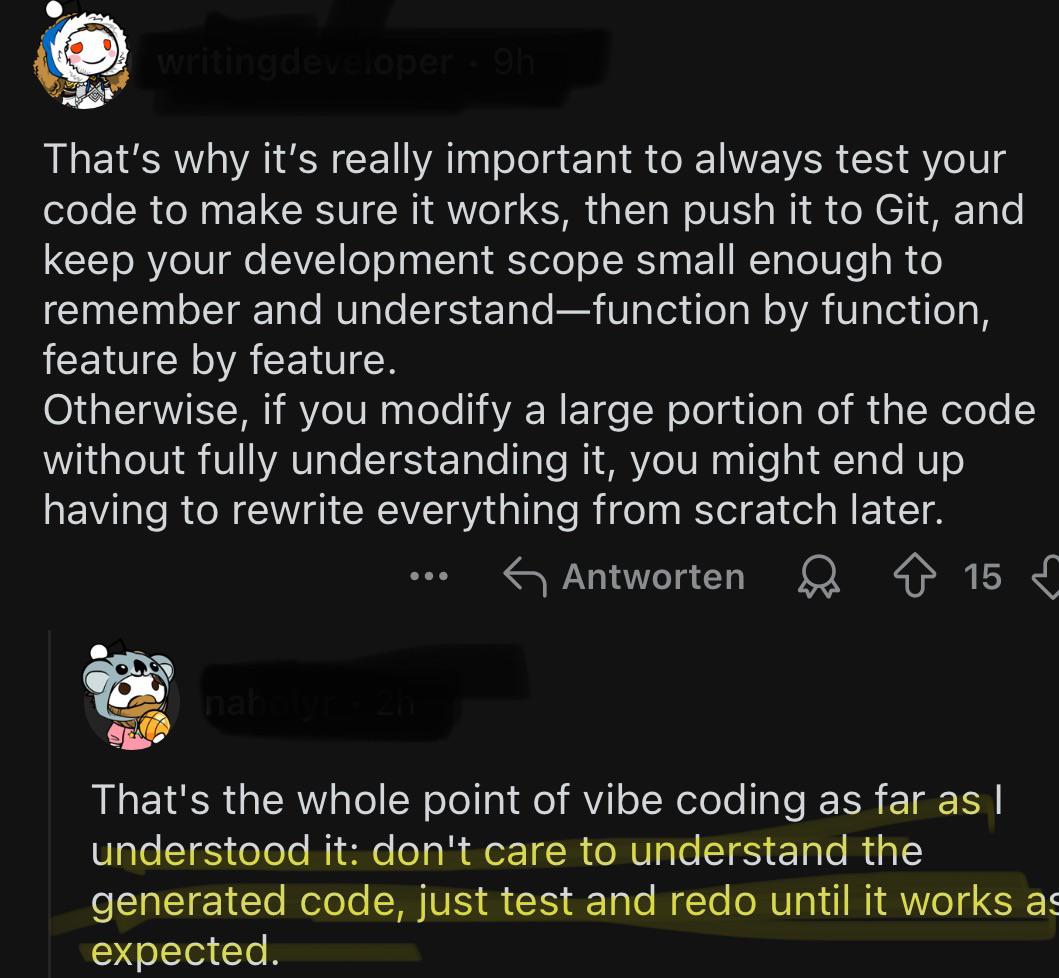 writingdeveloper · 9h
That’s why it’s really important to always test your
code to make sure it works, then push it to Git, and
keep your development scope small enough to
remember and understand—function by function,
feature by feature.
Otherwise, if you modify a large portion of the code
without fully understanding it, you might end up
having to rewrite everything from scratch later.
••• Antworten 15
· 2h
That's the whole point of vibe coding as far as I
understood it: don't care to understand the
generated code, just test and redo until it works as
expected.